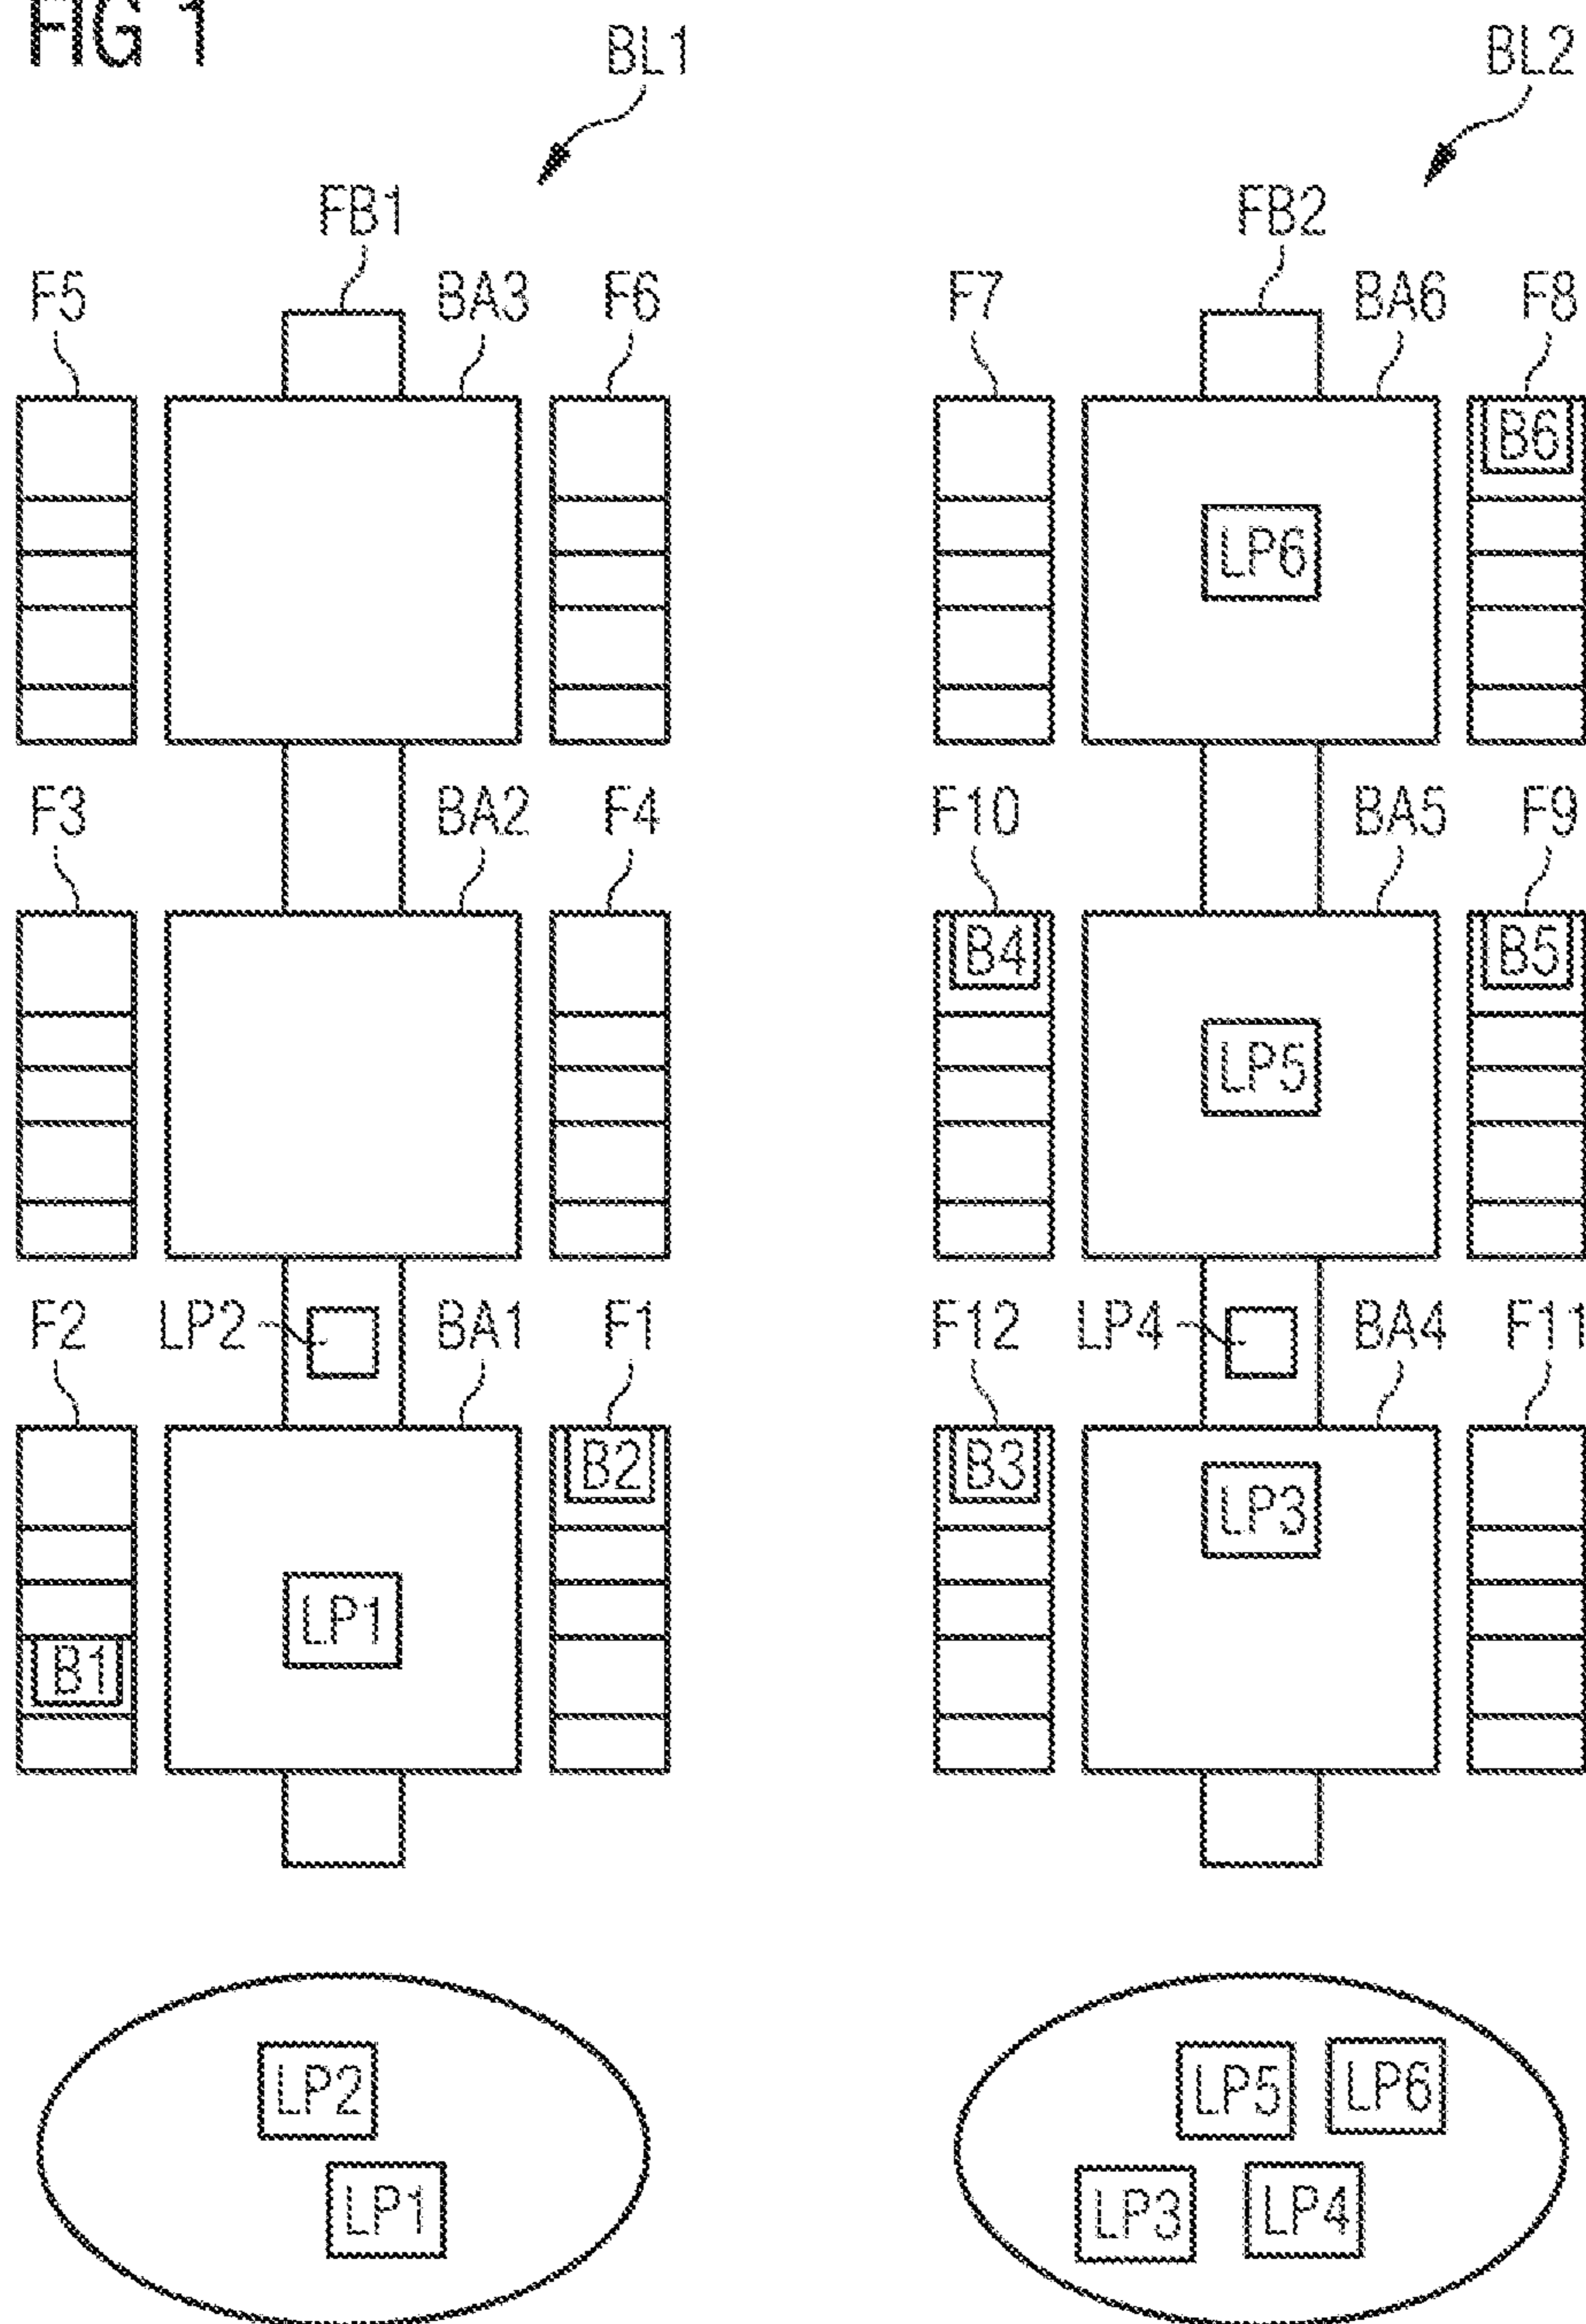 FIG 1
BL1 BL2
FB1 FB2
F5 BA3 F6 F7 BA6 F8
B6
LP6
F3 BA2 F4 F10 BA5 F9
B4 B5
LP5
F2 LP2 BA1 F1 F12 LP4 BA4 F11
B2 B3
LP3
LP1
B1
LP2 LP5 LP6
LP1 LP3 LP4